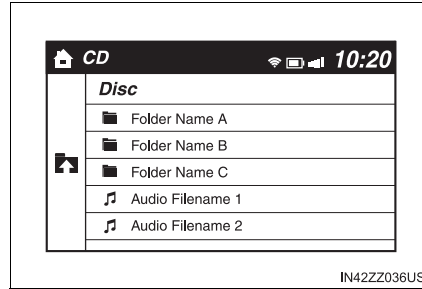 CD 10:20
Disc
Folder Name A
Folder Name B
Folder Name C
Audio Filename 1
Audio Filename 2
IN42ZZ036US